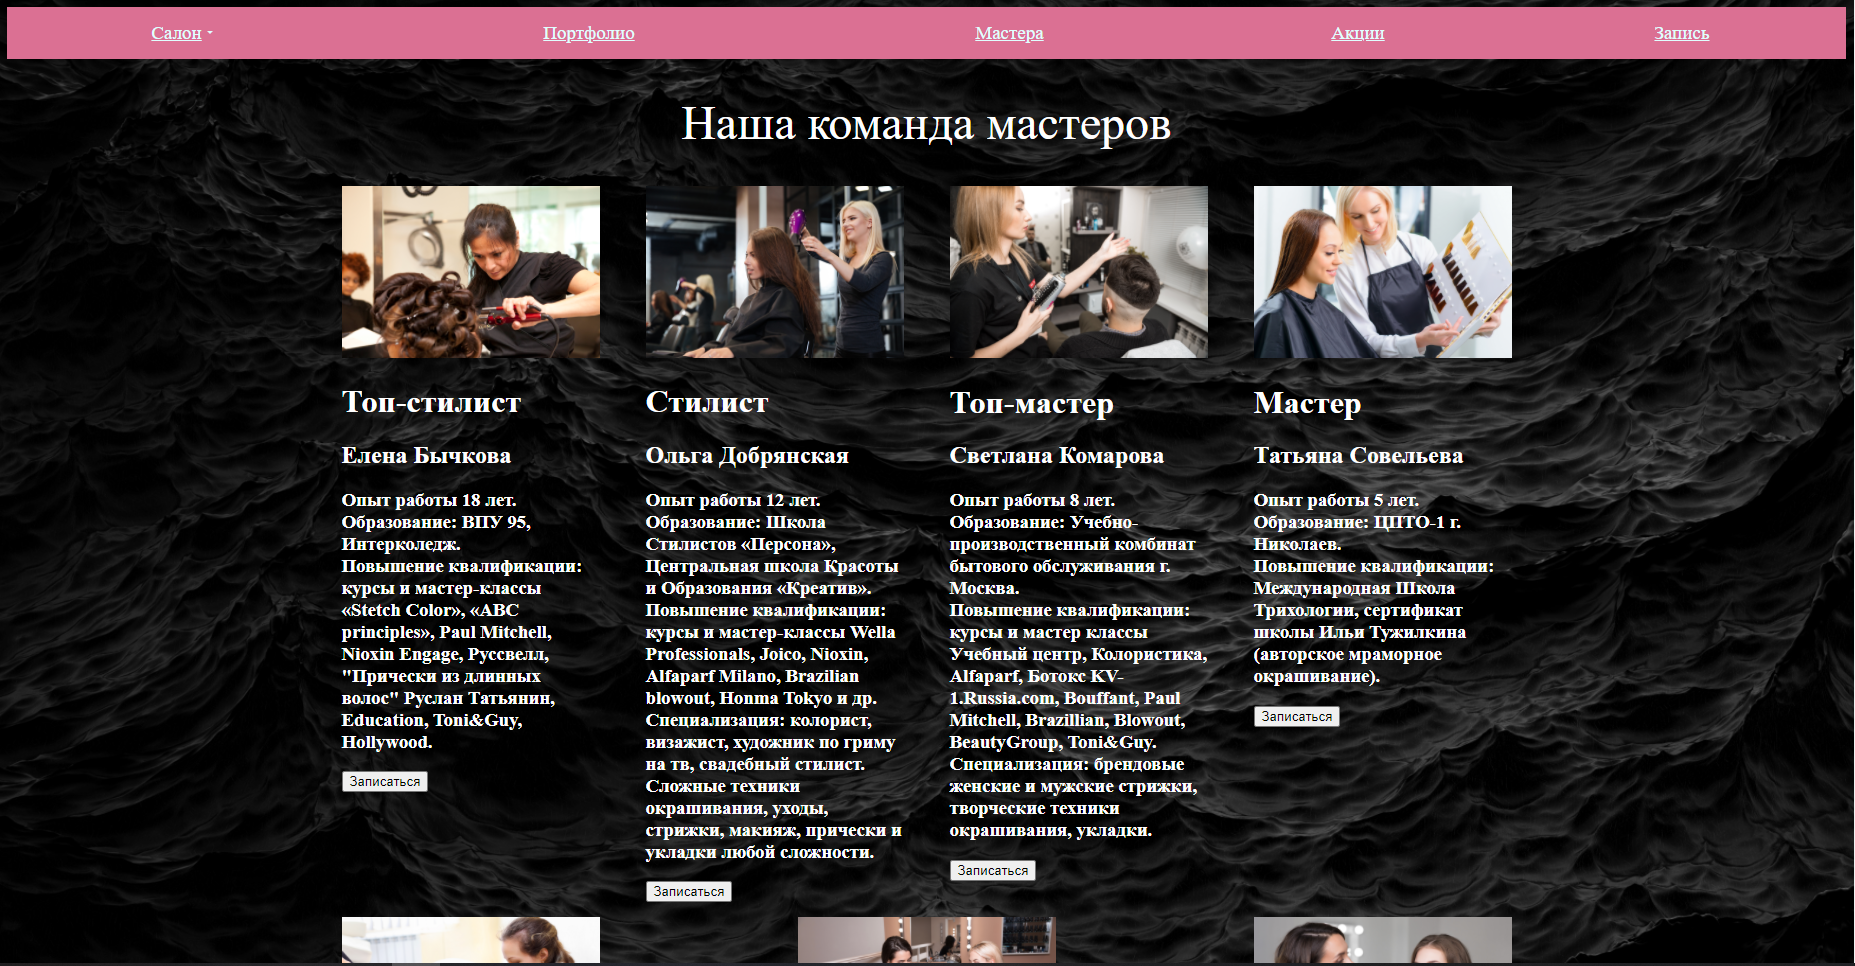 Салон
Портфолио
Мастера
Акции
Запись
Наша команда мастеров
Топ-стилист
Елена Бычкова
Опыт работы 18 лет.
Образование: ВПУ 95,
Интерколедж.
Повышение квалификации:
курсы и мастер-классы
«Stetch Color», «ABC
principles», Paul Mitchell,
Nioxin Engage, Руссвелл,
"Прически из длинных
волос" Руслан Татьянин,
Education, Toni&Guy,
Hollywood.
Записаться
Стилист
Ольга Добрянская
Опыт работы 12 лет.
Образование: Школа
Стилистов «Персона»,
Центральная школа Красоты
и Образования «Креатив».
Повышение квалификации:
курсы и мастер-классы Wella
Professionals, Joico, Nioxin,
Alfaparf Milano, Brazilian
blowout, Honma Tokyo и др.
Специализация: колорист,
визажист, художник по гриму
на тв, свадебный стилист.
Сложные техники
окрашивания, уходы,
стрижки, макияж, прически и
укладки любой сложности.
Записаться
Топ-мастер
Светлана Комарова
Опыт работы 8 лет.
Образование: Учебно-
производственный комбинат
бытового обслуживания г.
Москва.
Повышение квалификации:
курсы и мастер классы
Учебный центр, Колористика,
Alfaparf, Ботокс KV-
1.Russia.com, Bouffant, Paul
Mitchell, Brazillian, Blowout,
BeautyGroup, Toni&Guy.
Специализация: брендовые
женские и мужские стрижки,
творческие техники
окрашивания, укладки.
Записаться
Мастер
Татьяна Совельева
Опыт работы 5 лет.
Образование: ЦПТО-1 г.
Николаев.
Повышение квалификации:
Международная Школа
Трихологии, сертификат
школы Ильи Тужилкина
(авторское мраморное
окрашивание).
Записаться